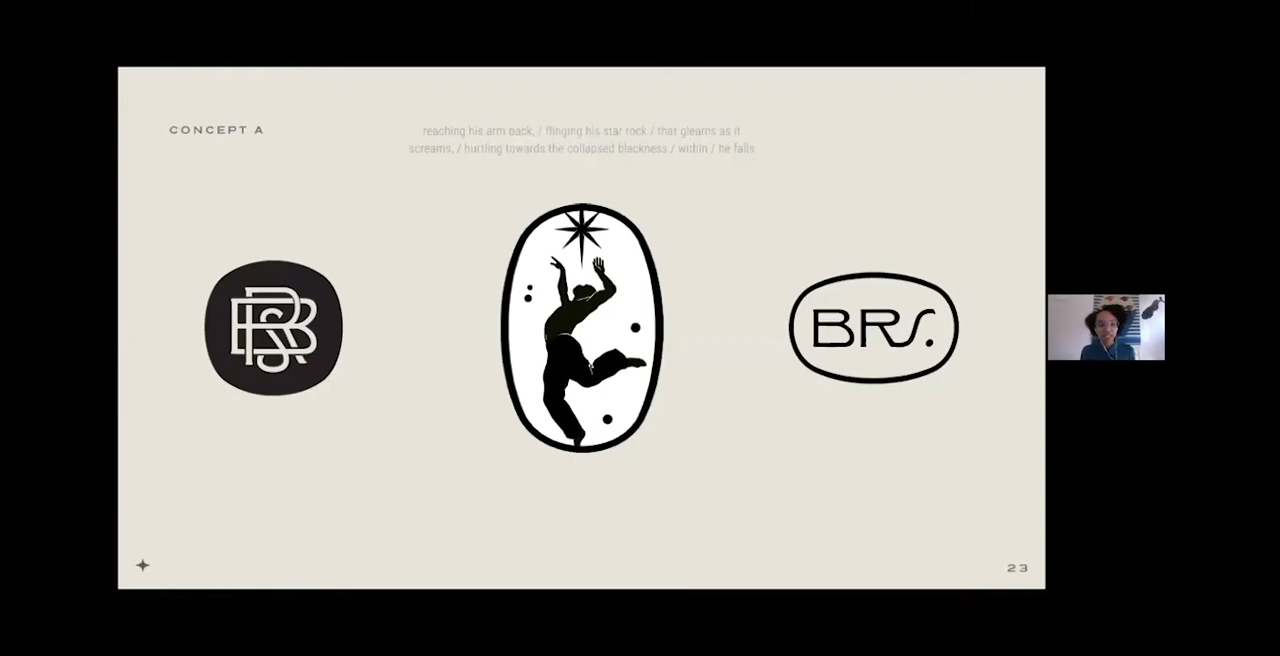 CONCEPT A
reaching his arm back, / flinging his star rock / that gleams as it
screams, / hurtling towards the collapsed blackness / within / he falls
BRS
BRS.
23